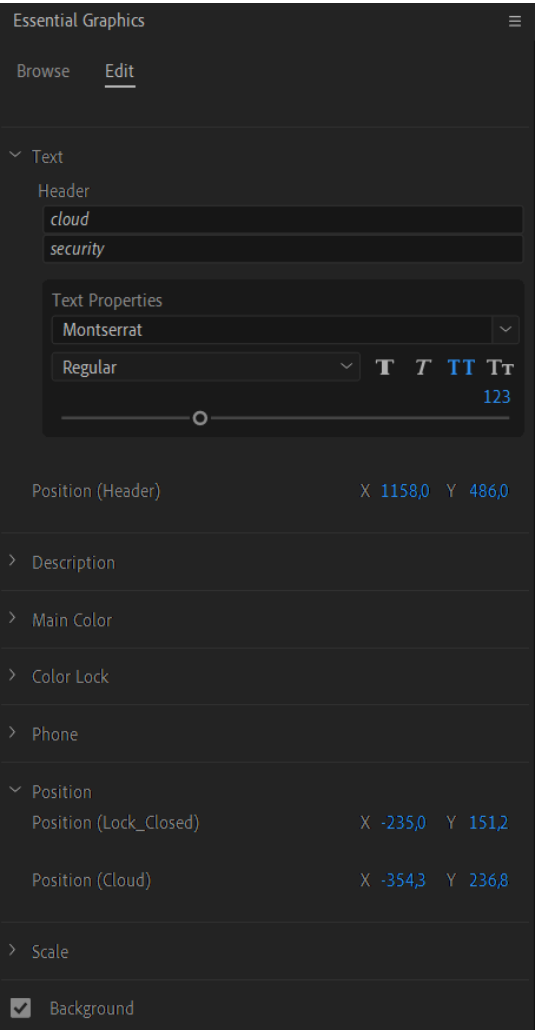 Essential Graphics
Browse Edit
Text
Header
cloud
security
Text Properties
Montserrat
Regular T T TT Tт
123
Position (Header) X 1158,0 Y 486,0
Description
Main Color
Color Lock
Phone
Position
Position (Lock_Closed) X -235,0 Y 151,2
Position (Cloud) X -354,3 Y 236,8
Scale
Background